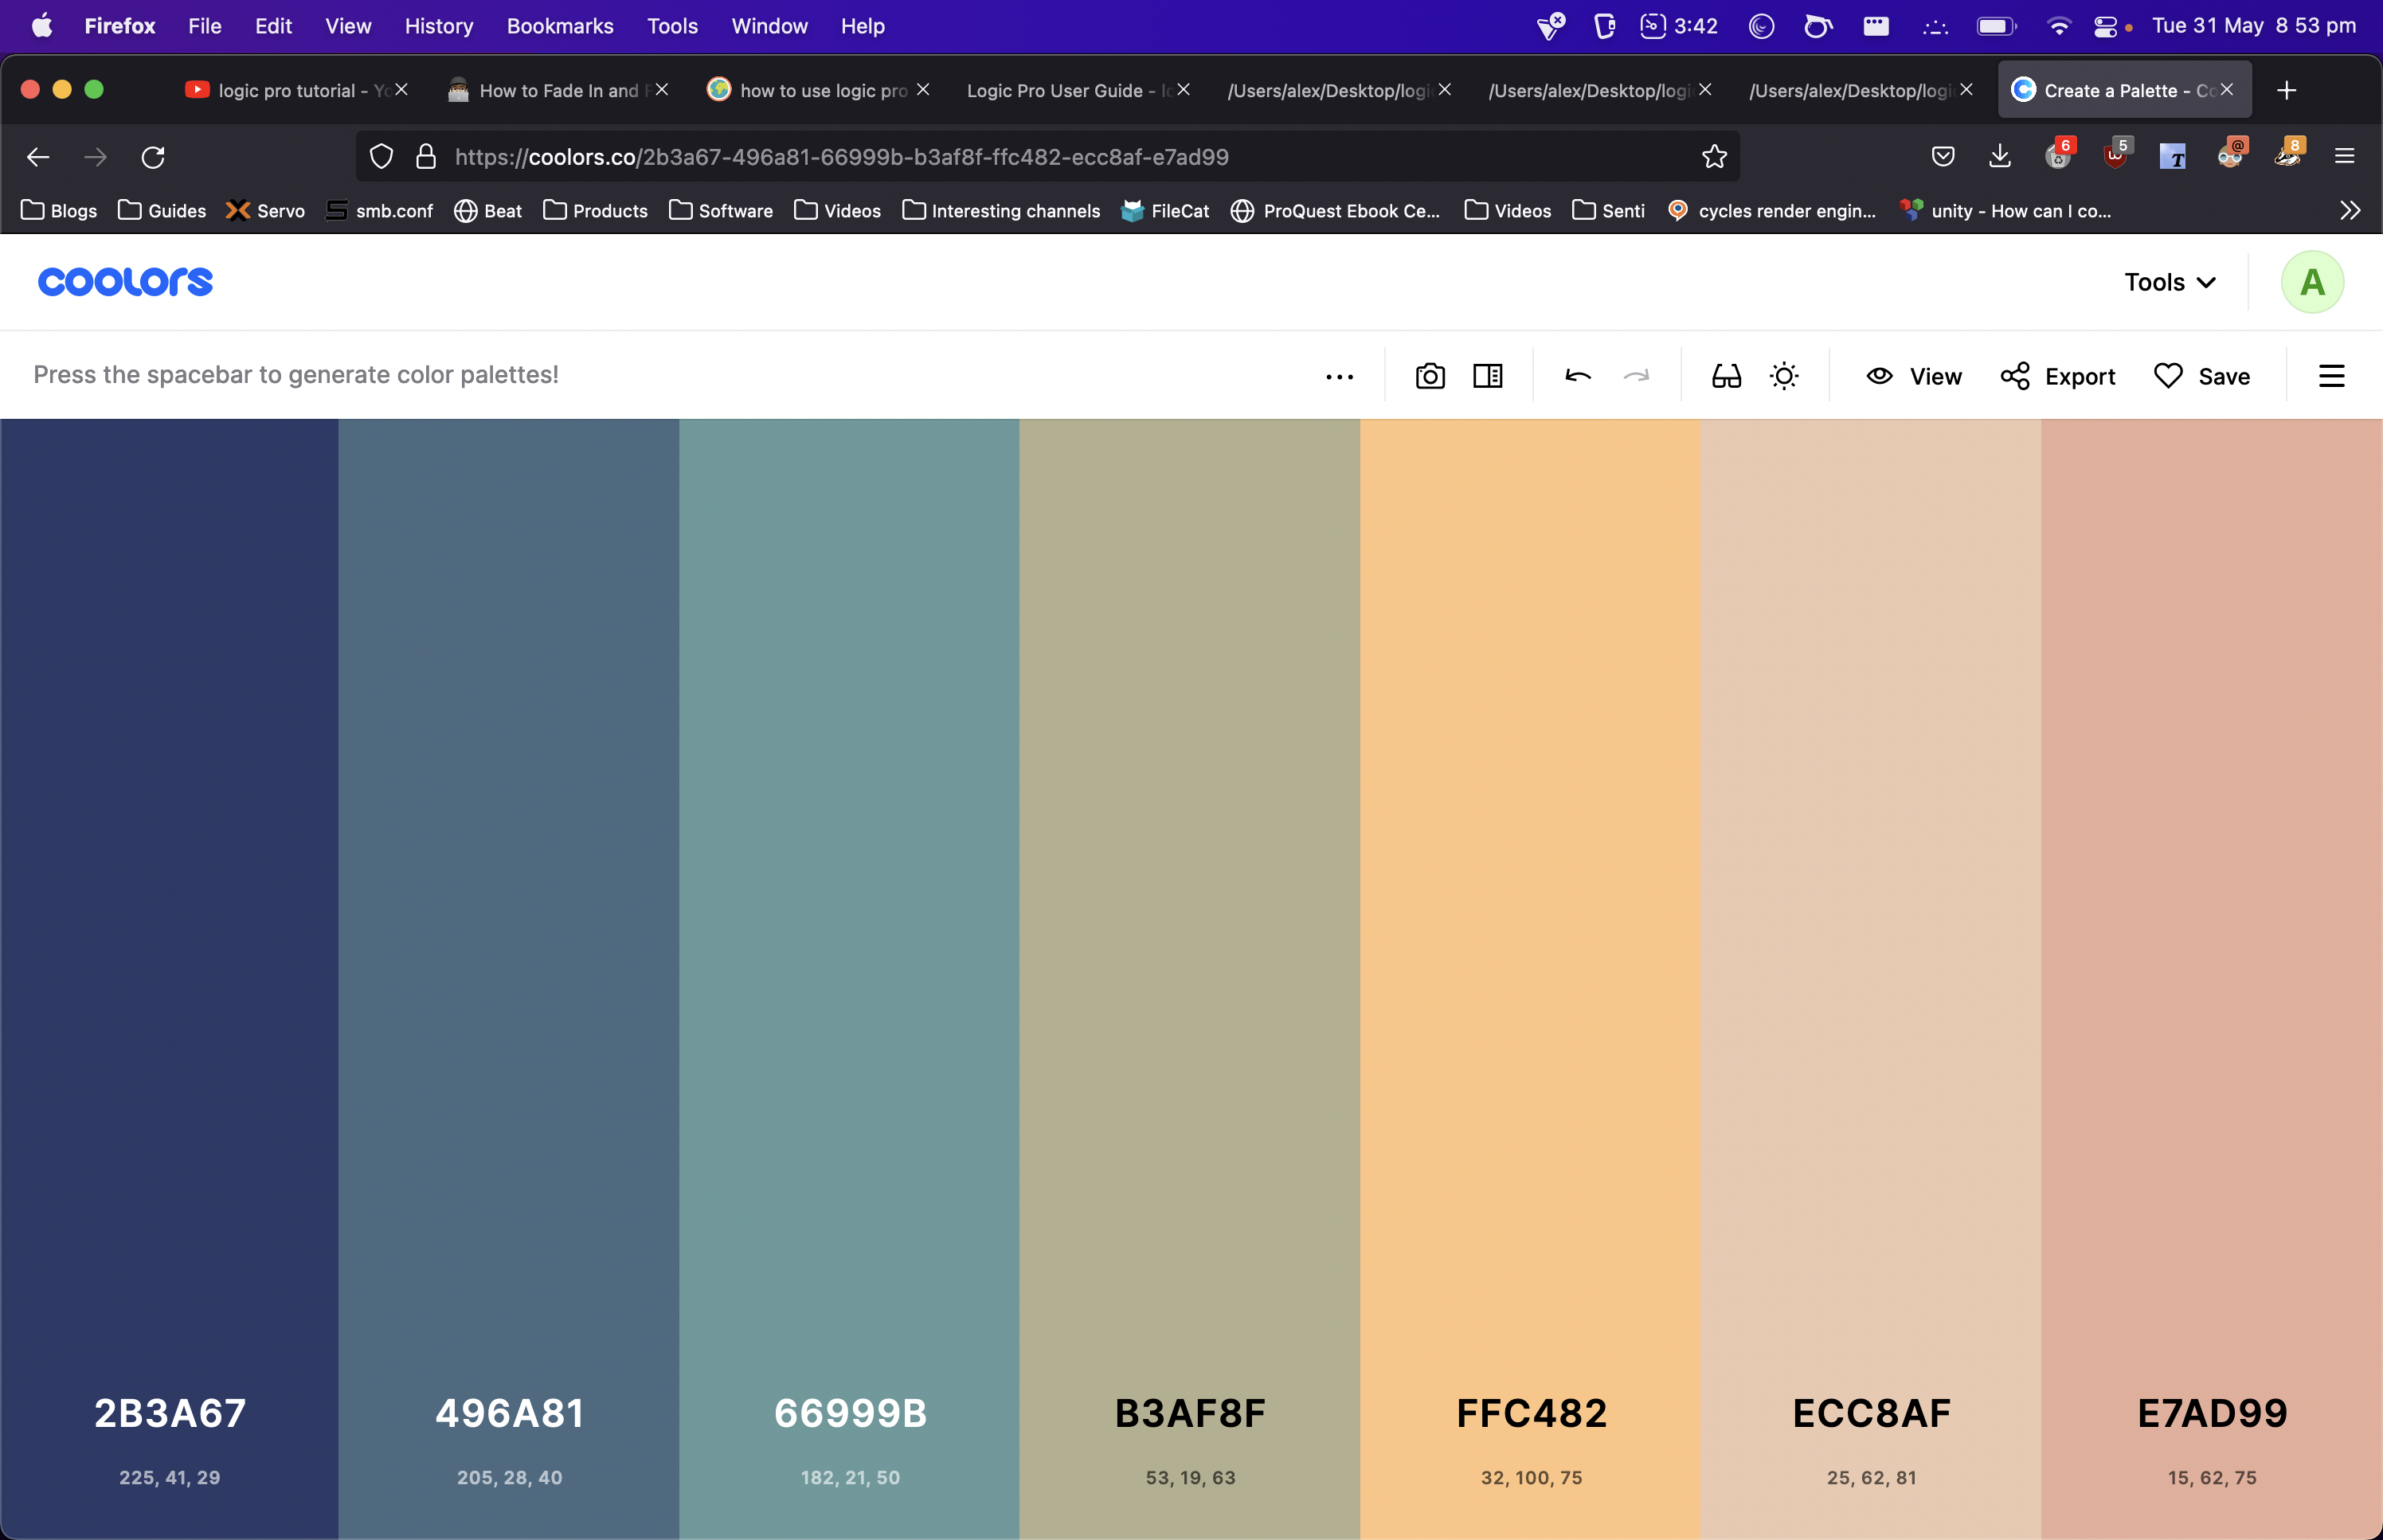 Firefox File Edit View History Bookmarks Tools Window Help 3:42 Tue 31 May 8 53 pm
logic pro tutorial - Yo How to Fade In and F how to use logic pro Logic Pro User Guide - lo /Users/alex/Desktop/logi /Users/alex/Desktop/logi /Users/alex/Desktop/logi Create a Palette - Co
https://coolors.co/2b3a67-496a81-66999b-b3af8f-ffc482-ecc8af-e7ad99 6 5 T @ 8
Blogs Guides Servo smb.conf Beat Products Software Videos Interesting channels FileCat ProQuest Ebook Ce... Videos Senti cycles render engin... unity - How can I co...
coolors Tools A
Press the spacebar to generate color palettes! View Export Save
2B3A67 496A81 66999B B3AF8F FFC482 ECC8AF E7AD99
225, 41, 29 205, 28, 40 182, 21, 50 53, 19, 63 32, 100, 75 25, 62, 81 15, 62, 75